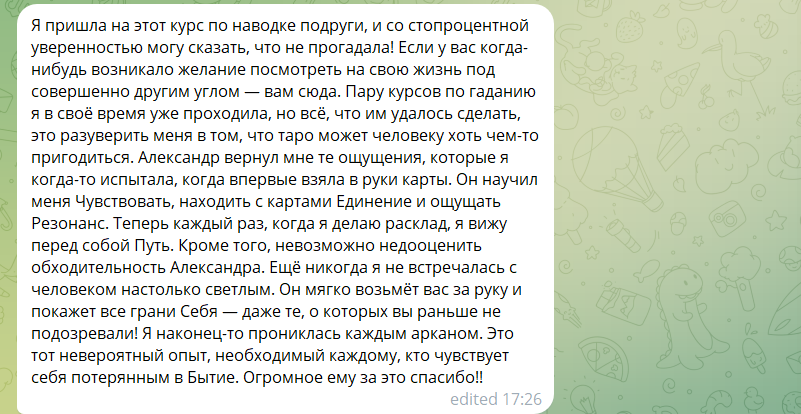 Я пришла на этот курс по наводке подруги, и со стопроцентной
уверенностью могу сказать, что не прогадала! Если у вас когда-
нибудь возникало желание посмотреть на свою жизнь под
совершенно другим углом — вам сюда. Пару курсов по гаданию
я в своё время уже проходила, но всё, что им удалось сделать,
это разуверить меня в том, что таро может человеку хоть чем-то
пригодиться. Александр вернул мне те ощущения, которые я
когда-то испытала, когда впервые взяла в руки карты. Он научил
меня Чувствовать, находить с картами Единение и ощущать
Резонанс. Теперь каждый раз, когда я делаю расклад, я вижу
перед собой Путь. Кроме того, невозможно недооценить
обходительность Александра. Ещё никогда я не встречалась с
человеком настолько светлым. Он мягко возьмёт вас за руку и
покажет все грани Себя — даже те, о которых вы раньше не
подозревали! Я наконец-то прониклась каждым арканом. Это
тот невероятный опыт, необходимый каждому, кто чувствует
себя потерянным в Бытие. Огромное ему за это спасибо!!
edited 17:26